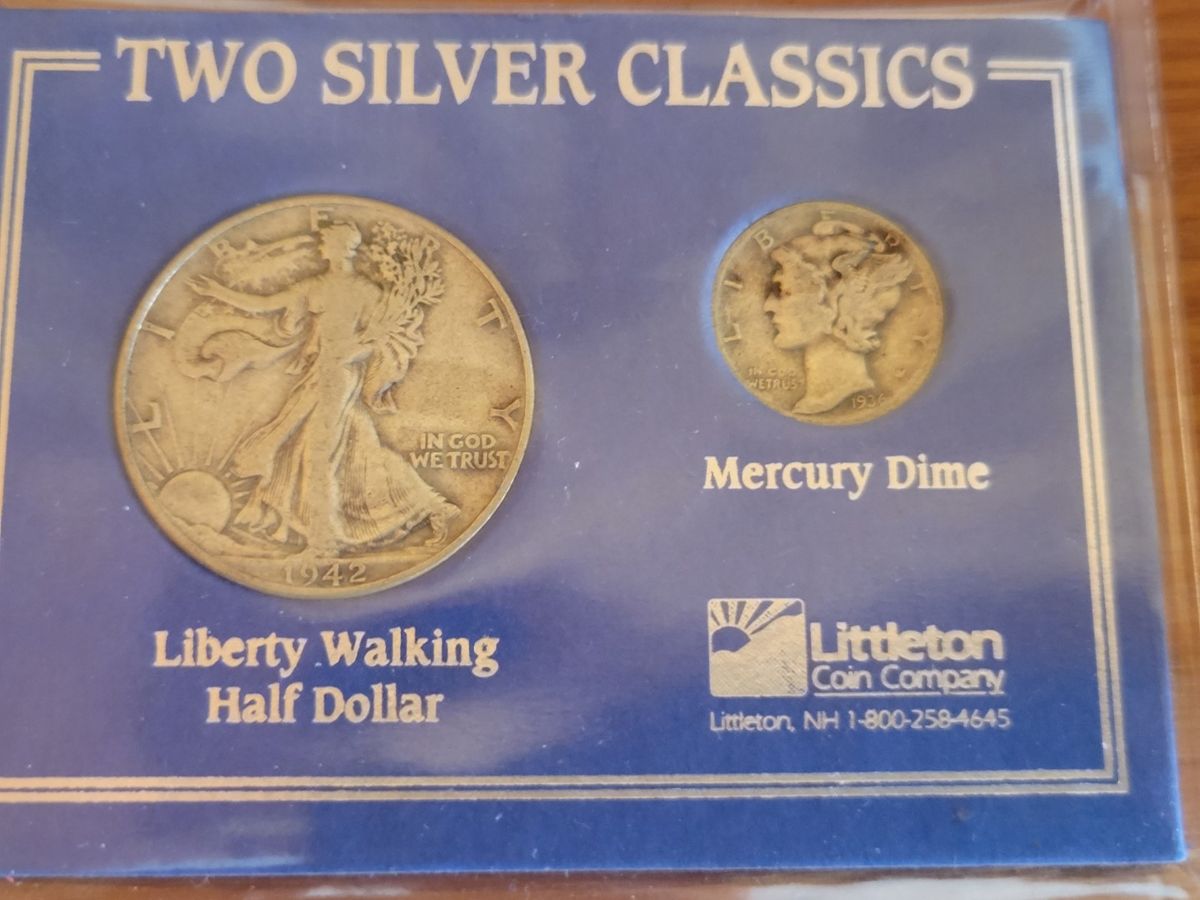 TWO SILVER CLASSICS
LIBERTY
IN GOD
WE TRUST
1942
Liberty Walking
Half Dollar
LIBERTY
IN GOD
WE TRUST
1936
Mercury Dime
Littleton
Coin Company
Littleton, NH 1-800-258-4645